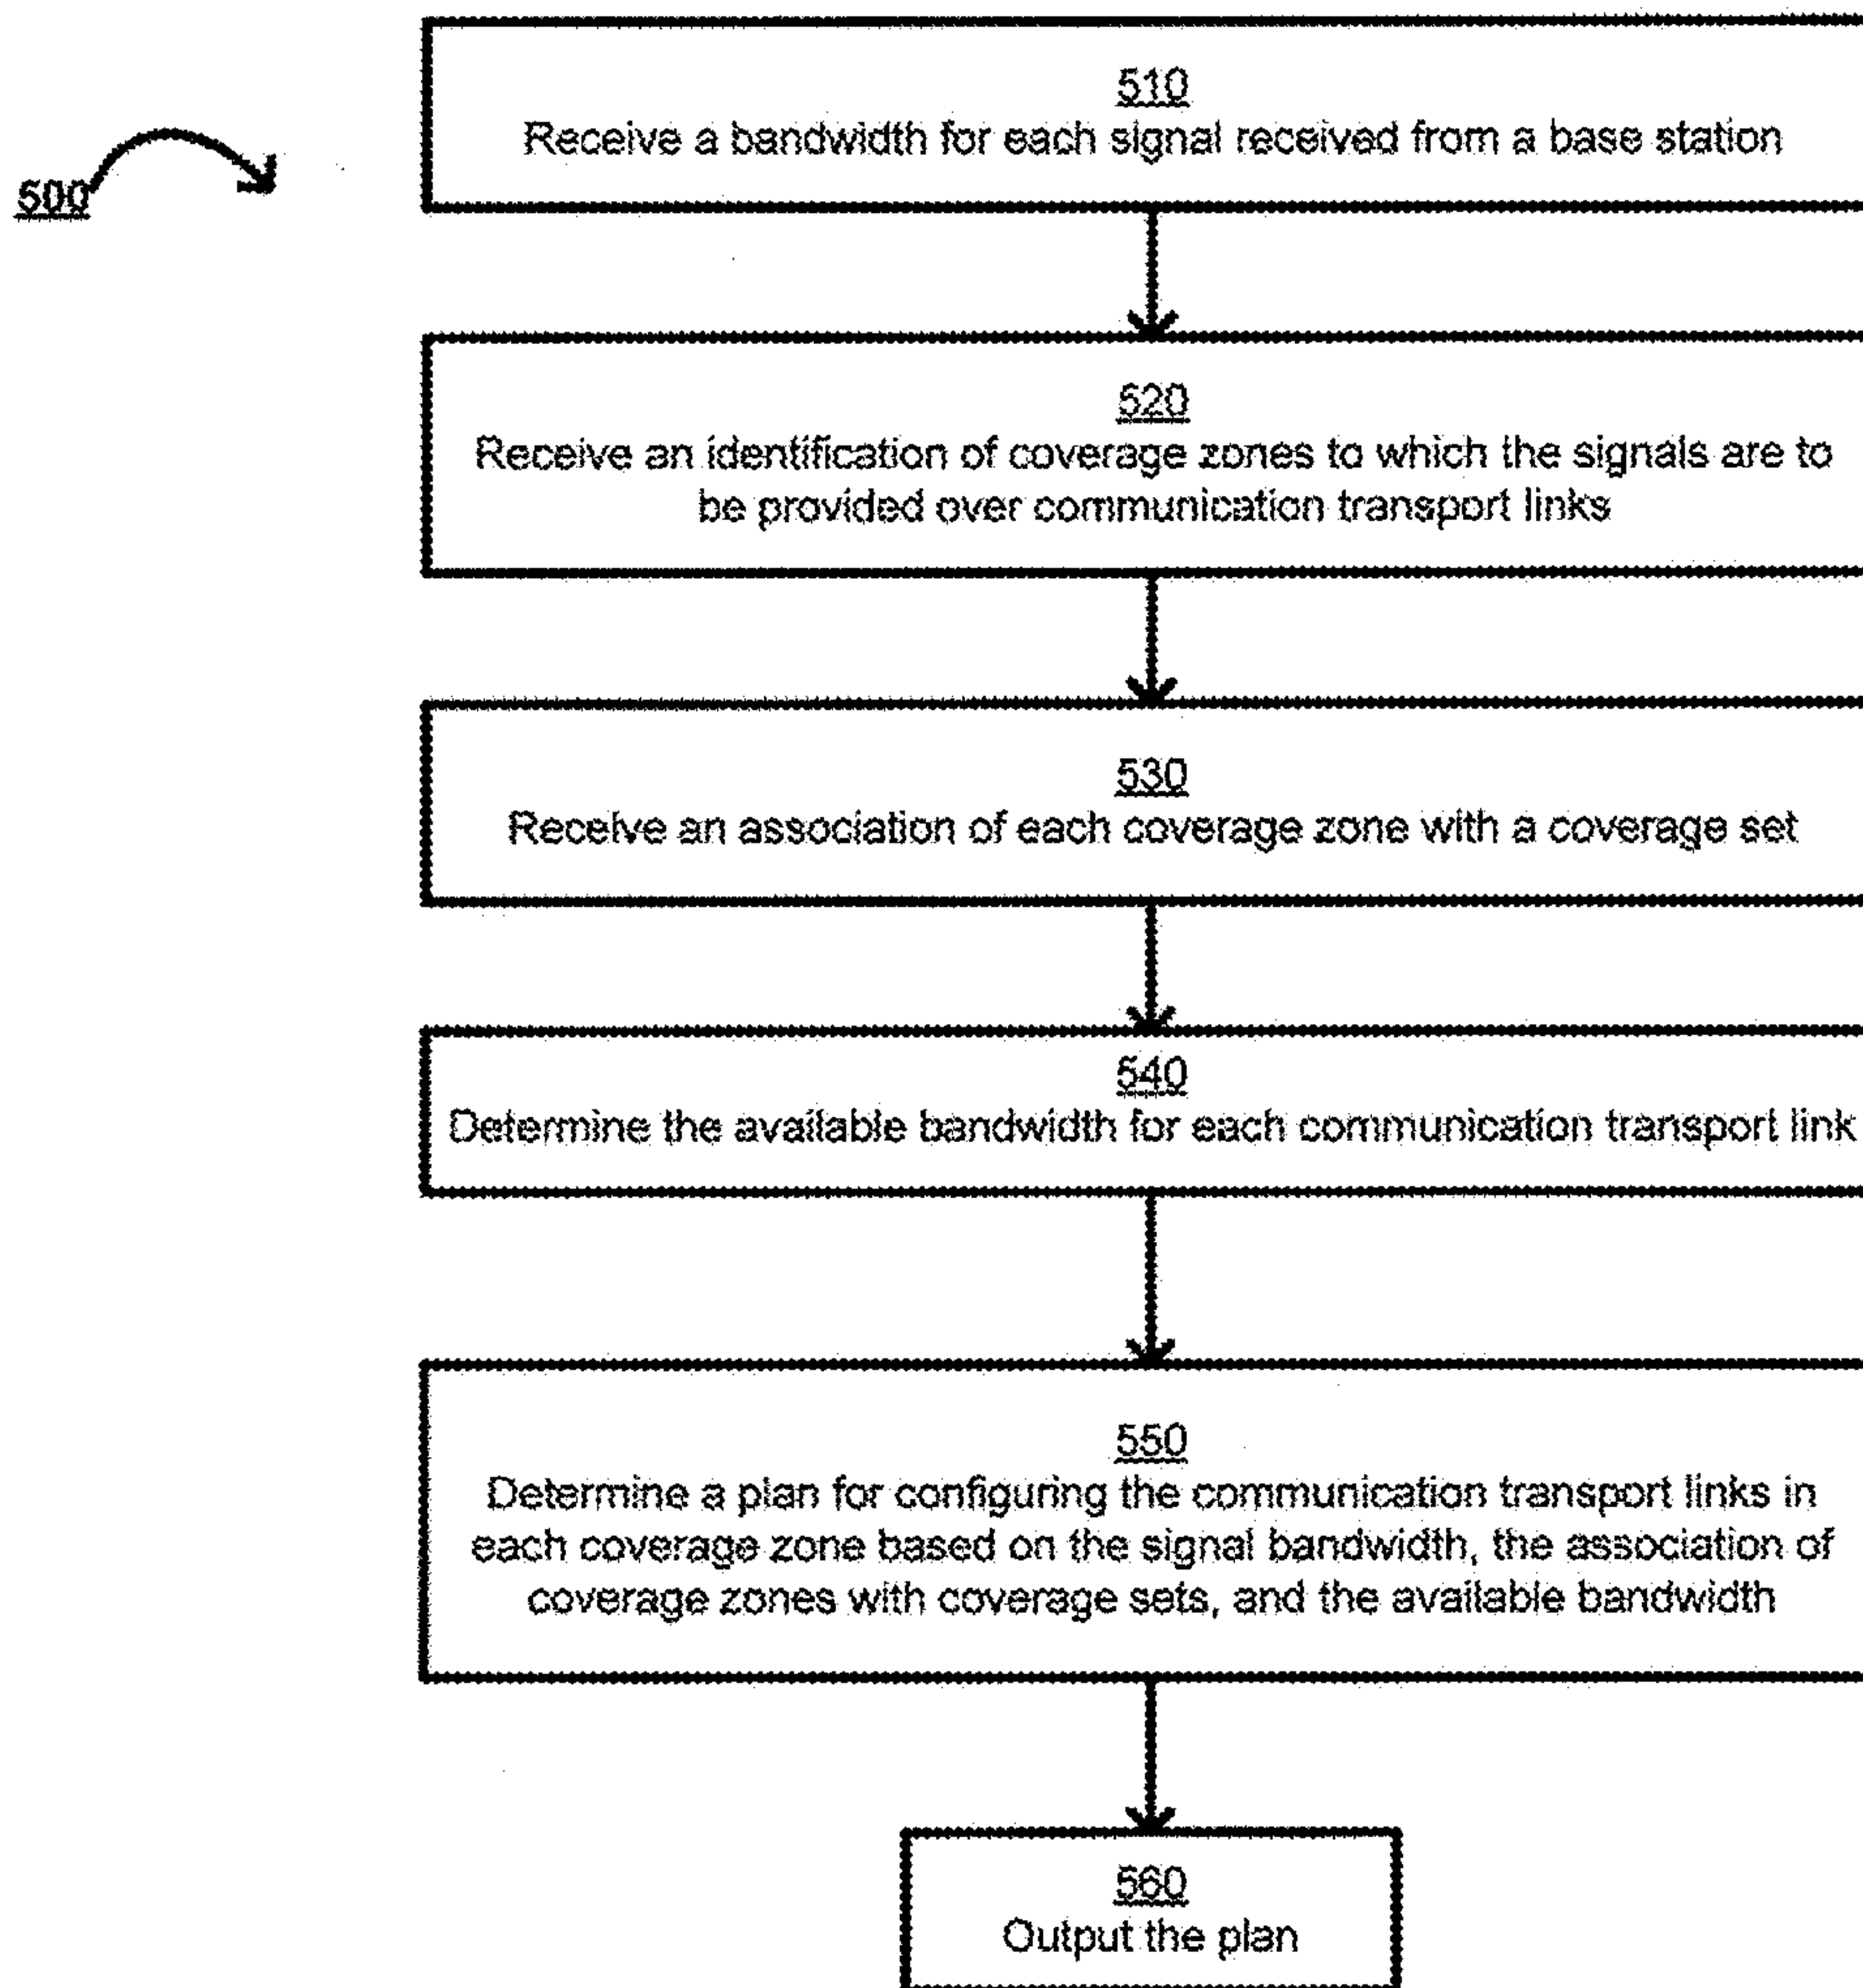 510
Receive a bandwidth for each signal received from a base station
500
520
Receive an identification of coverage zones to which the signals are to
be provided over communication transport links
530
Receive an association of each coverage zone with a coverage set
540
Determine the available bandwidth for each communication transport link
550
Determine a plan for configuring the communication transport links in
each coverage zone based on the signal bandwidth, the association of
coverage zones with coverage sets, and the available bandwidth
560
Output the plan